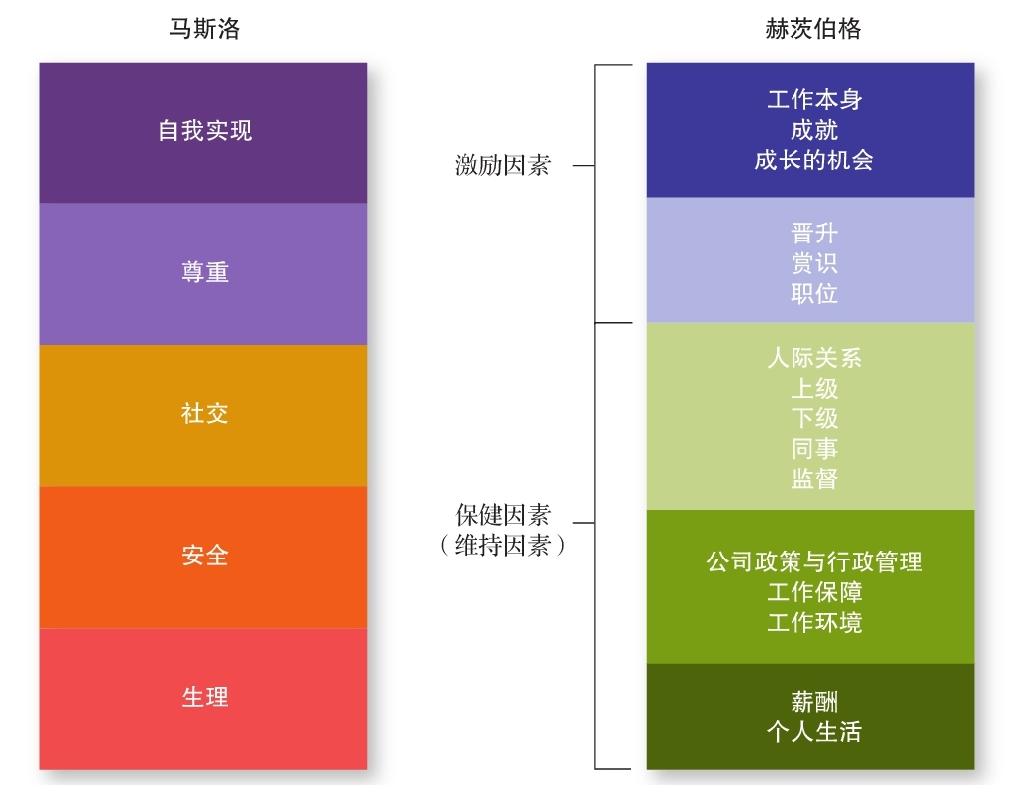 马斯洛
自我实现
尊重
社交
安全
生理
激励因素
保健因素
（维持因素）
赫茨伯格
工作本身
成就
成长的机会
晋升
赏识
职位
人际关系
上级
下级
同事
监督
公司政策与行政管理
工作保障
工作环境
薪酬
个人生活